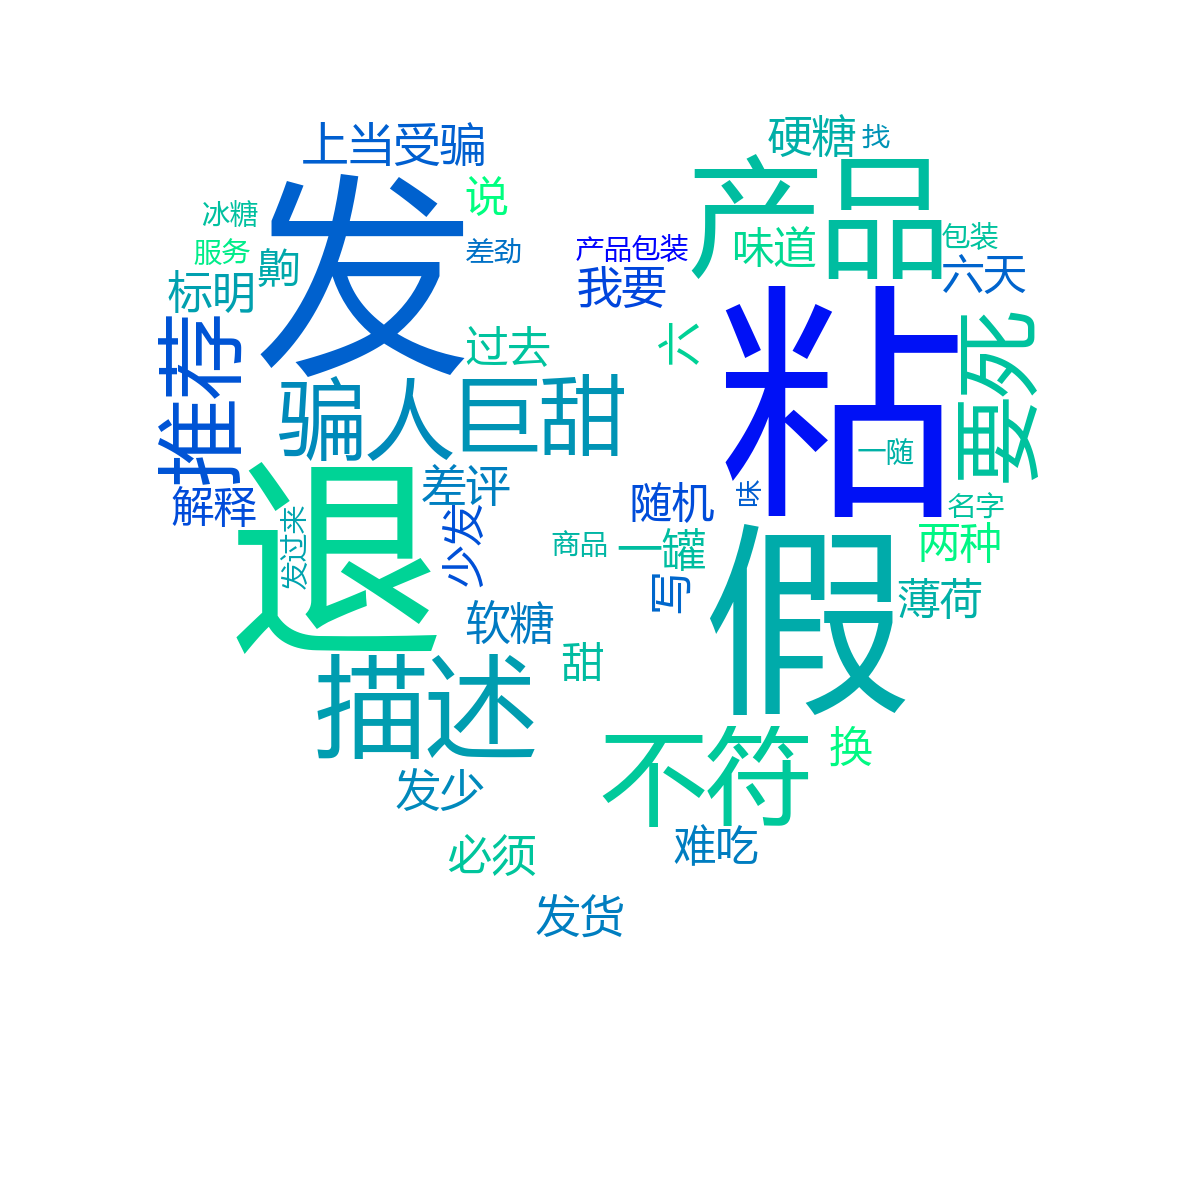 上当受骗
硬糖
找
发
产品
说
冰糖
味道
包装
服务
差劲
产品包装
齁
标明
我要
六天
粘
推荐
过去
六
要死
骗人
巨甜
一随
差评
退
解释
随机
味
名字
发过来
少发
商品
一罐
两种
假
写
薄荷
软糖
甜
描述
不符
换
发少
难吃
必须
发货